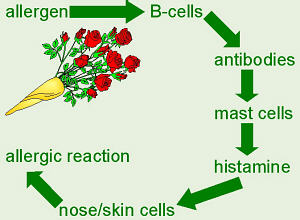 allergen B-cells
antibodies
mast cells
histamine
nose/skin cells
allergic reaction